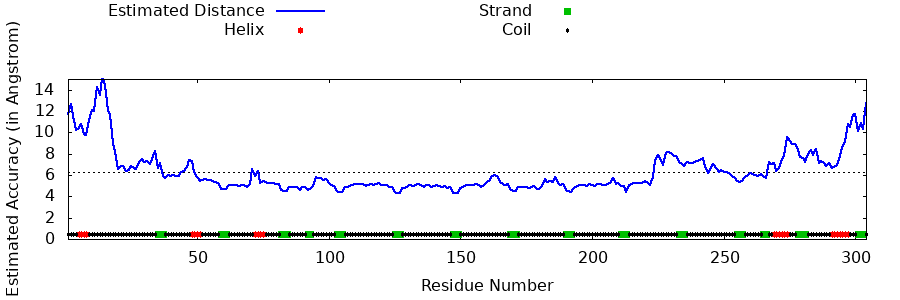 Estimated Distance
Strand
Helix
Coil
Estimated Accuracy (in Angstrom)
14
12
10
8
6
4
2
0
50
100
150
200
250
300
Residue Number